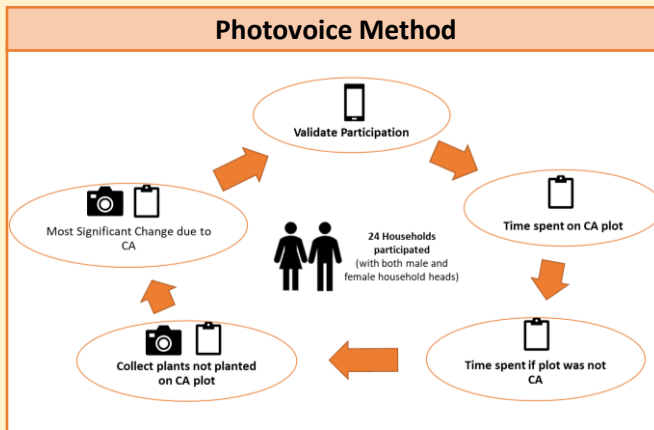 Photovoice Method
Validate Participation
Time spent on CA plot
Time spent if plot was not
CA
Collect plants not planted
on CA plot
Most Significant Change due to
CA
24 Households
participated
(with both male and
female household heads)